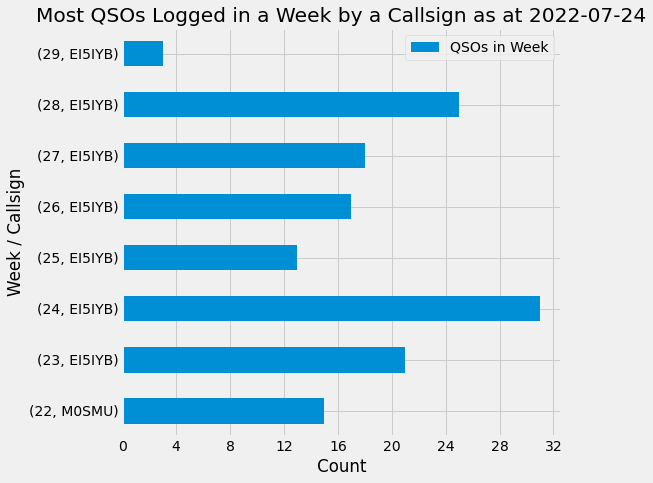 Most QSOs Logged in a Week by a Callsign as at 2022-07-24
QSOs in Week
Week / Callsign
(29, EI5IYB)
(28, EI5IYB)
(27, EI5IYB)
(26, EI5IYB)
(25, EI5IYB)
(24, EI5IYB)
(23, EI5IYB)
(22, M0SMU)
0 4 8 12 16 20 24 28 32
Count